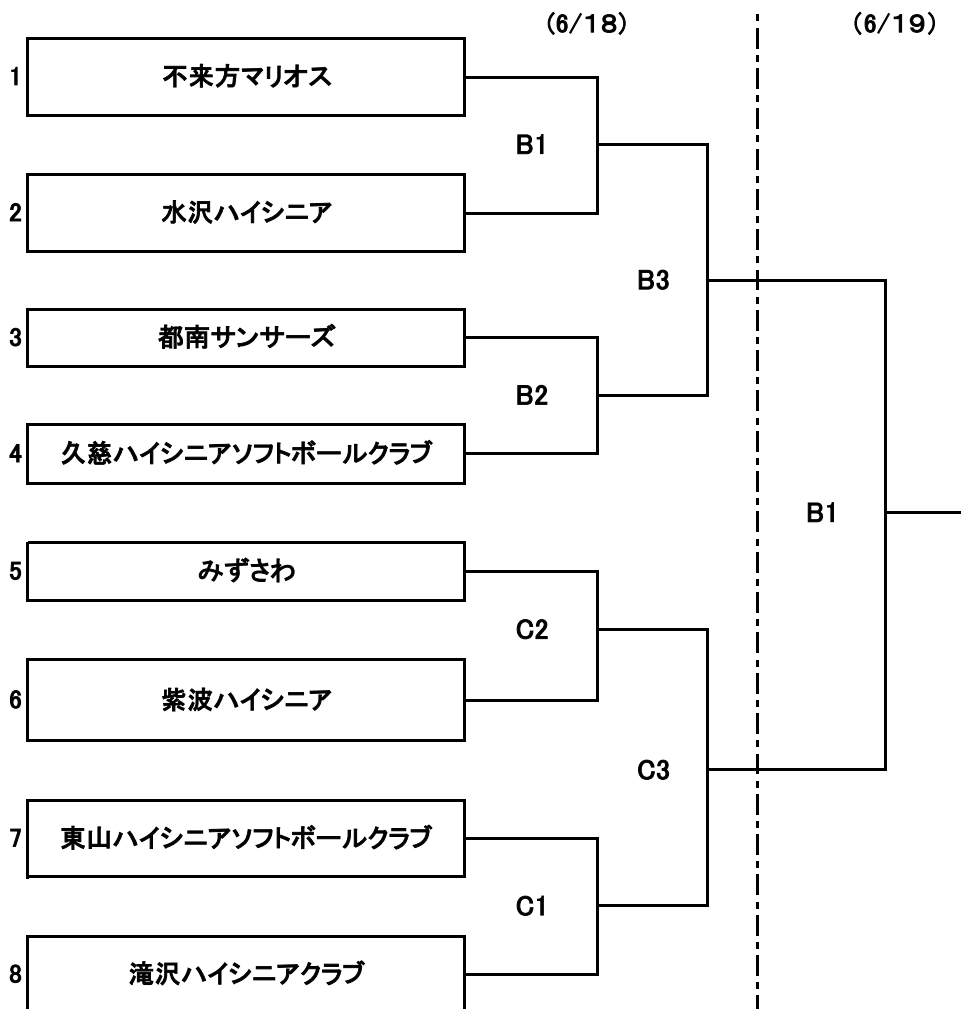 (6/18)
(6/19)
1
不来方マリオス
B1
2
水沢ハイシニア
B3
3
都南サンサーズ
B2
4
久慈ハイシニアソフトボールクラブ
B1
5
みずさわ
C2
6
紫波ハイシニア
C3
7
東山ハイシニアソフトボールクラブ
C1
8
滝沢ハイシニアクラブ